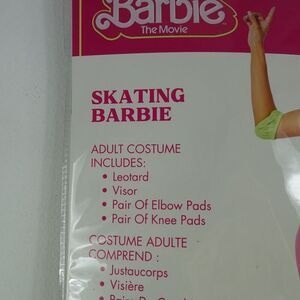 Barbie
The Movie
SKATING
BARBIE
ADULT COSTUME
INCLUDES:
• Leotard
• Visor
• Pair Of Elbow Pads
• Pair Of Knee Pads
COSTUME ADULTE
COMPREND :
• Justaucorps
• Visière